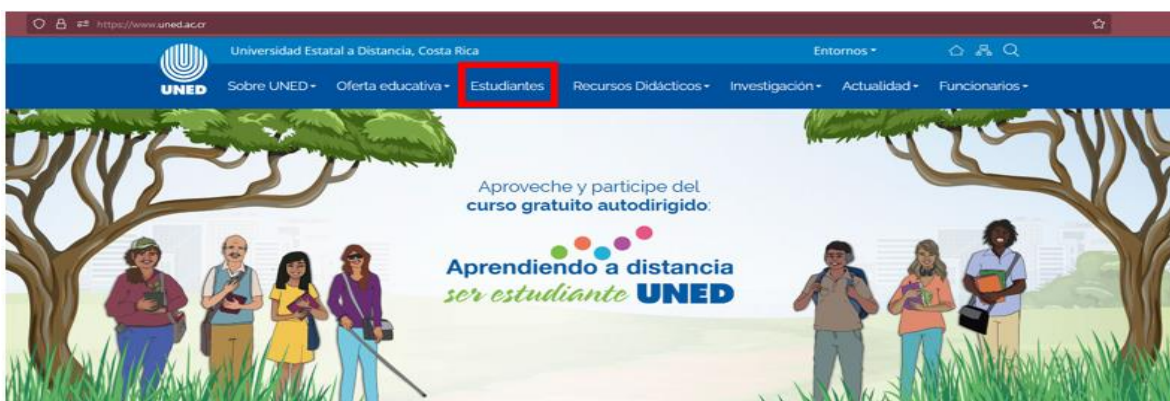 https://www.uned.ac.cr
Universidad Estatal a Distancia, Costa Rica
Entornos
UNED
Sobre UNED
Oferta educativa
Estudiantes
Recursos Didácticos
Investigación
Actualidad
Funcionarios
Aproveche y participe del
curso gratuito autodirigido:
Aprendiendo a distancia
ser estudiante UNED